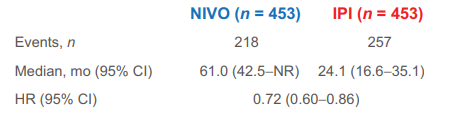 NIVO (n = 453) IPI (n = 453)
Events, n 218 257
Median, mo (95% CI) 61.0 (42.5–NR) 24.1 (16.6–35.1)
HR (95% CI) 0.72 (0.60–0.86)